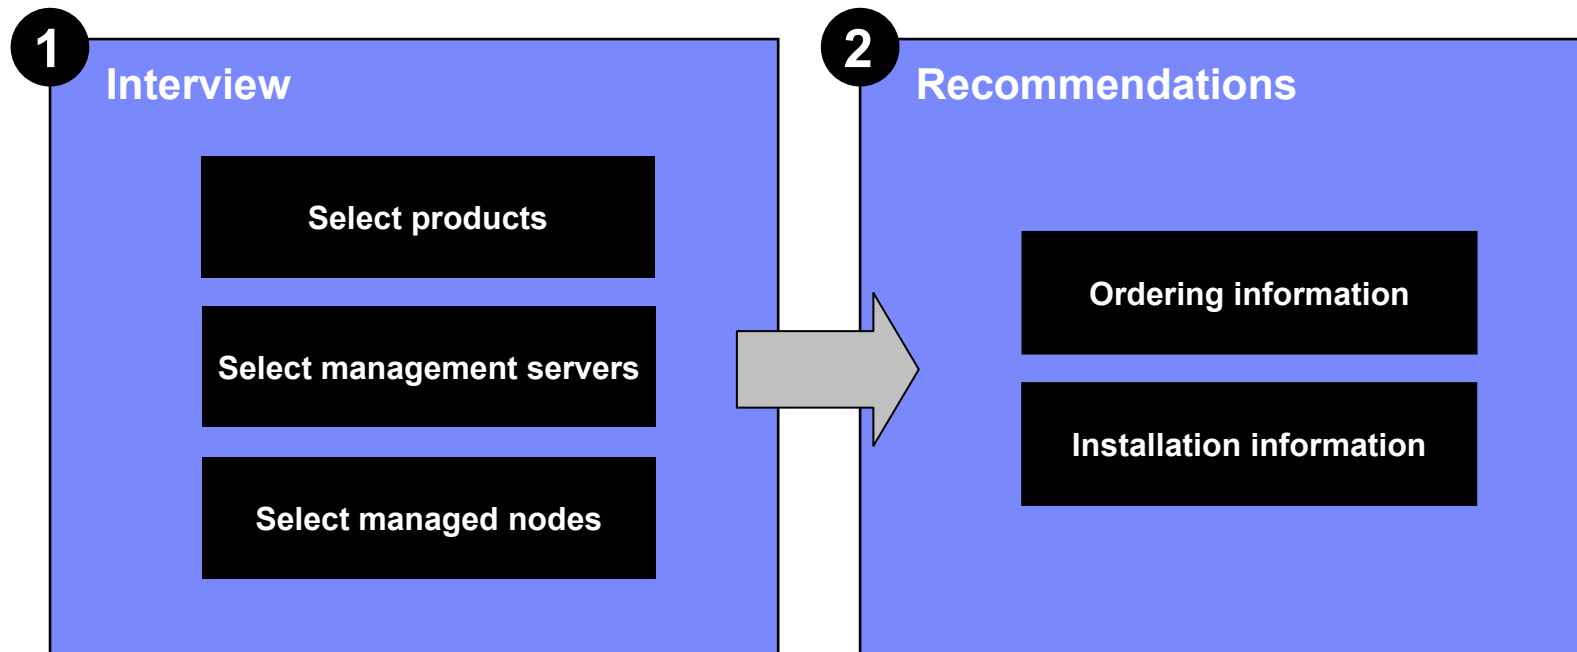 1
Interview
Select products
Select management servers
Select managed nodes
2
Recommendations
Ordering information
Installation information